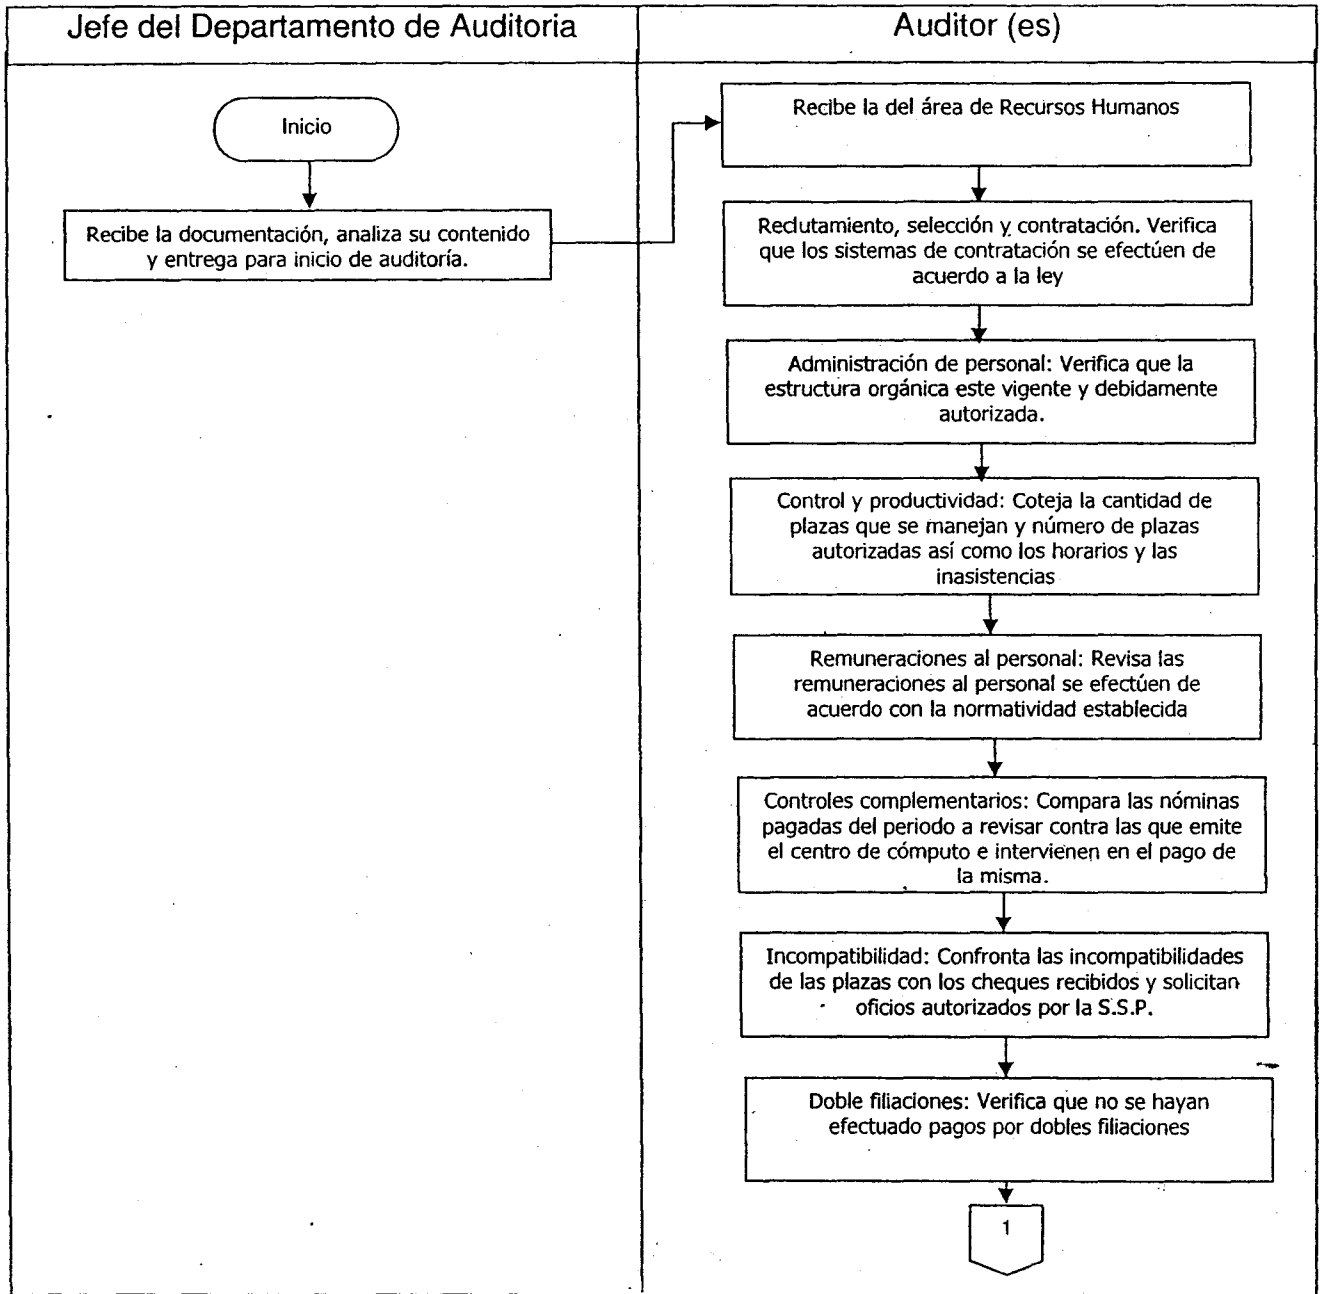 Jefe del Departamento de Auditoria
Auditor (es)
Inicio
Recibe la documentación, analiza su contenido
y entrega para inicio de auditoría.
Recibe la del área de Recursos Humanos
Reclutamiento, selección y contratación. Verifica
que los sistemas de contratación se efectúen de
acuerdo a la ley
Administración de personal: Verifica que la
estructura orgánica este vigente y debidamente
autorizada.
Control y productividad: Coteja la cantidad de
plazas que se manejan y número de plazas
autorizadas así como los horarios y las
inasistencias
Remuneraciones al personal: Revisa las
remuneraciones al personal se efectúen de
acuerdo con la normatividad establecida
Controles complementarios: Compara las nóminas
pagadas del periodo a revisar contra las que emite
el centro de cómputo e intervienen en el pago de
la misma.
Incompatibilidad: Confronta las incompatibilidades
de las plazas con los cheques recibidos y solicitan
oficios autorizados por la S.S.P.
Doble filiaciones: Verifica que no se hayan
efectuado pagos por dobles filiaciones
1